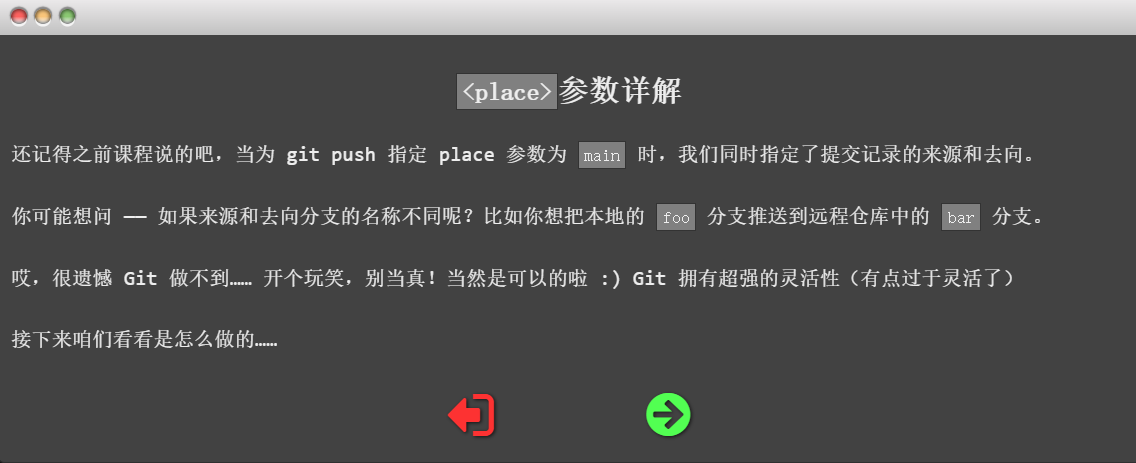 <place>参数详解
还记得之前课程说的吧，当为 git push 指定 place 参数为 main 时，我们同时指定了提交记录的来源和去向。
你可能想问 —— 如果来源和去向分支的名称不同呢？比如你想把本地的 foo 分支推送到远程仓库中的 bar 分支。
哎，很遗憾 Git 做不到…… 开个玩笑，别当真！当然是可以的啦 :) Git 拥有超强的灵活性（有点过于灵活了）
接下来咱们看看是怎么做的……